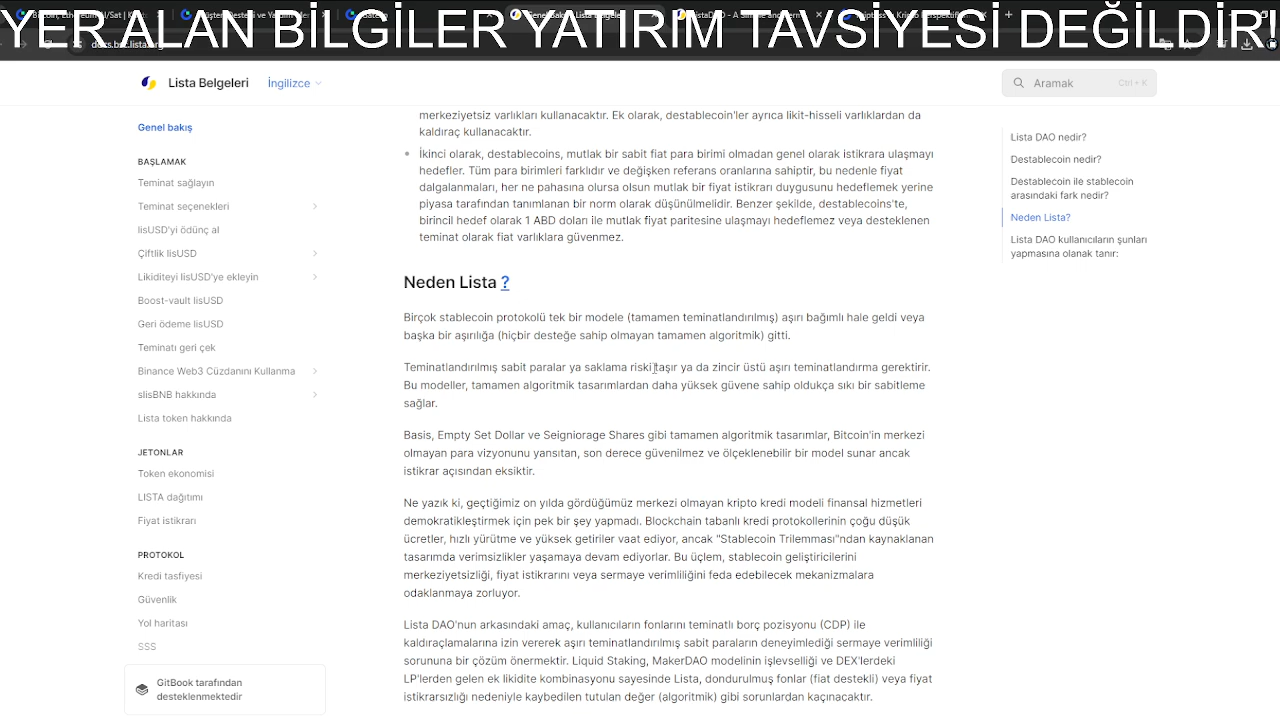 YER ALAN BİLGİLER YATIRIM TAVSİYESİ DEĞİLDİR!
docs.bsc.lista.org
Lista Belgeleri
İngilizce
Aramak
Ctrl + K
Genel bakış
BAŞLAMAK
Teminat sağlayın
Teminat seçenekleri
lisUSD'yi ödünç al
Çiftlik lisUSD
Likiditeyi lisUSD'ye ekleyin
Boost-vault lisUSD
Geri ödeme lisUSD
Teminatı geri çek
Binance Web3 Cüzdanını Kullanma
slisBNB hakkında
Lista token hakkında
JETONLAR
Token ekonomisi
LISTA dağıtımı
Fiyat istikrarı
PROTOKOL
Kredi tasfiyesi
Güvenlik
Yol haritası
SSS
GitBook tarafından
desteklenmektedir
merkeziyetsiz varlıkları kullanacaktır. Ek olarak, destablecoin'ler ayrıca likit-hisseli varlıklardan da
kaldıraç kullanacaktır.
İkinci olarak, destablecoins, mutlak bir sabit fiat para birimi olmadan genel olarak istikrara ulaşmayı
hedefler. Tüm para birimleri farklıdır ve değişken referans oranlarına sahiptir, bu nedenle fiyat
dalgalanmaları, her ne pahasına olursa olsun mutlak bir fiyat istikrarı duygusunu hedeflemek yerine
piyasa tarafından tanımlanan bir norm olarak düşünülmelidir. Benzer şekilde, destablecoins'te,
birincil hedef olarak 1 ABD doları ile mutlak fiyat paritesine ulaşmayı hedeflemez veya desteklenen
teminat olarak fiat varlıklara güvenmez.
Neden Lista ?
Birçok stablecoin protokolü tek bir modele (tamamen teminatlandırılmış) aşırı bağımlı hale geldi veya
başka bir aşırılığa (hiçbir desteğe sahip olmayan tamamen algoritmik) gitti.
Teminatlandırılmış sabit paralar ya saklama riski taşır ya da zincir üstü aşırı teminatlandırma gerektirir.
Bu modeller, tamamen algoritmik tasarımlardan daha yüksek güvene sahip oldukça sıkı bir sabitleme
sağlar.
Basis, Empty Set Dollar ve Seigniorage Shares gibi tamamen algoritmik tasarımlar, Bitcoin'in merkezi
olmayan para vizyonunu yansıtan, son derece güvenilmez ve ölçeklenebilir bir model sunar ancak
istikrar açısından eksiktir.
Ne yazık ki, geçtiğimiz on yılda gördüğümüz merkezi olmayan kripto kredi modeli finansal hizmetleri
demokratikleştirmek için pek bir şey yapmadı. Blockchain tabanlı kredi protokollerinin çoğu düşük
ücretler, hızlı yürütme ve yüksek getiriler vaat ediyor, ancak "Stablecoin Trilemması"ndan kaynaklanan
tasarımda verimsizlikler yaşamaya devam ediyorlar. Bu üçlem, stablecoin geliştiricilerini
merkeziyetsizliği, fiyat istikrarını veya sermaye verimliliğini feda edebilecek mekanizmalara
odaklanmaya zorluyor.
Lista DAO'nun arkasındaki amaç, kullanıcıların fonlarını teminatlı borç pozisyonu (CDP) ile
kaldıraçlamalarına izin vererek aşırı teminatlandırılmış sabit paraların deneyimlediği sermaye verimliliği
sorununa bir çözüm önermektir. Liquid Staking, MakerDAO modelinin işlevselliği ve DEX'lerdeki
LP'lerden gelen ek likidite kombinasyonu sayesinde Lista, dondurulmuş fonlar (fiat destekli) veya fiyat
istikrarsızlığı nedeniyle kaybedilen tutulan değer (algoritmik) gibi sorunlardan kaçınacaktır.
Lista DAO nedir?
Destablecoin nedir?
Destablecoin ile stablecoin
arasındaki fark nedir?
Neden Lista?
Lista DAO kullanıcıların şunları
yapmasına olanak tanır: